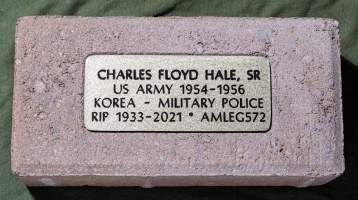 CHARLES FLOYD HALE, SR
US ARMY 1954-1956
KOREA - MILITARY POLICE
RIP 1933-2021 * AMLEG572